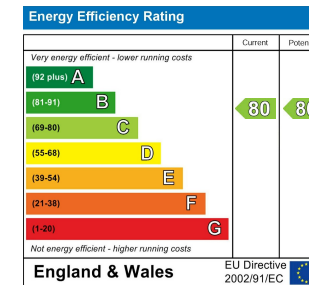 Energy Efficiency Rating
Current
Very energy efficient - lower running costs
(92 plus) A
(81-91) B
(69-80) C
(55-68) D
(39-54) E
(21-38) F
(1-20) G
80
Not energy efficient - higher running costs
England & Wales
EU Directive
2002/91/EC